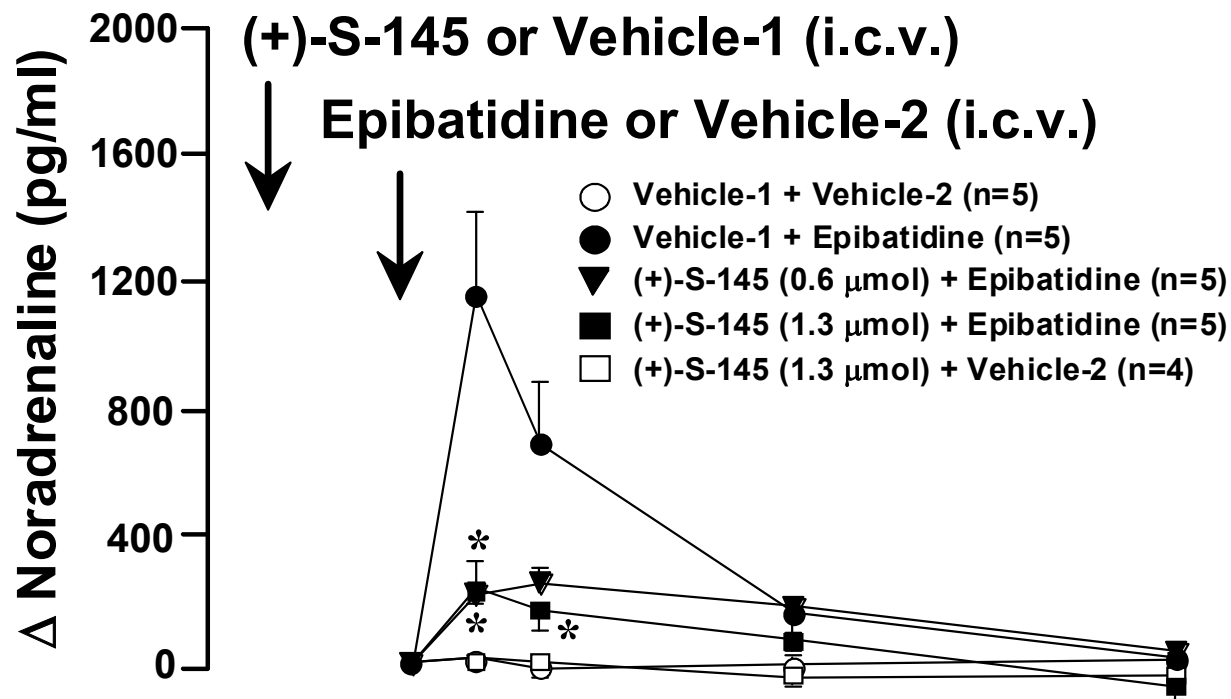 2000
(+)-S-145 or Vehicle-1 (i.c.v.)
Epibatidine or Vehicle-2 (i.c.v.)
1600
Vehicle-1 + Vehicle-2 (n=5)
Vehicle-1 + Epibatidine (n=5)
(+)-S-145 (0.6 μmol) + Epibatidine (n=5)
(+)-S-145 (1.3 μmol) + Epibatidine (n=5)
(+)-S-145 (1.3 μmol) + Vehicle-2 (n=4)
1200
800
400
0
Δ Noradrenaline (pg/ml)
*
*
*